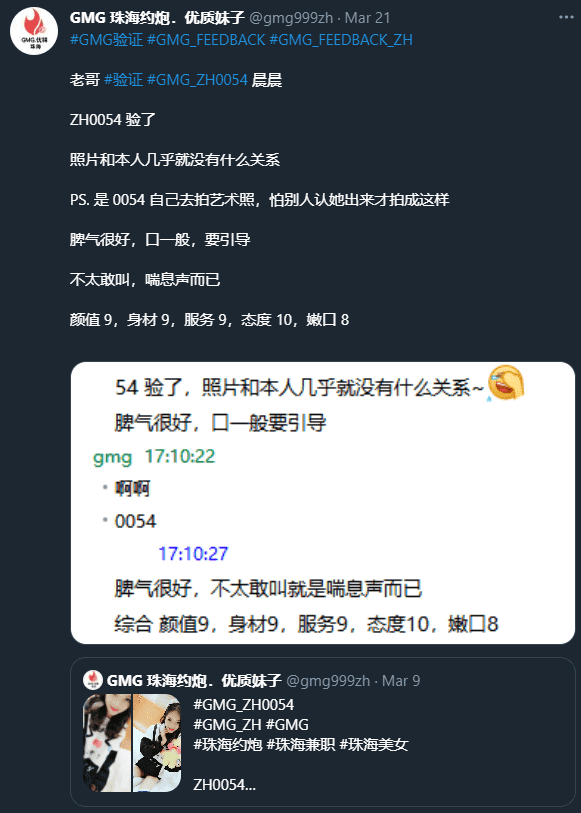 GMG 珠海约炮．优质妹子 @gmg999zh · Mar 21
#GMG验证 #GMG_FEEDBACK #GMG_FEEDBACK_ZH
老哥 #验证 #GMG_ZH0054 晨晨
ZH0054 验了
照片和本人几乎就没有什么关系
PS. 是 0054 自己去拍艺术照，怕别人认她出来才拍成这样
脾气很好，口一般，要引导
不太敢叫，喘息声而已
颜值 9，身材 9，服务 9，态度 10，嫩口 8
54 验了，照片和本人几乎就没有什么关系~
脾气很好，口一般要引导
gmg 17:10:22
· 啊啊
· 0054
17:10:27
脾气很好，不太敢叫就是喘息声而已
综合 颜值9，身材9，服务9，态度10，嫩口8
GMG 珠海约炮．优质妹子 @gmg999zh · Mar 9
#GMG_ZH0054
#GMG_ZH #GMG
#珠海约炮 #珠海兼职 #珠海美女
ZH0054...